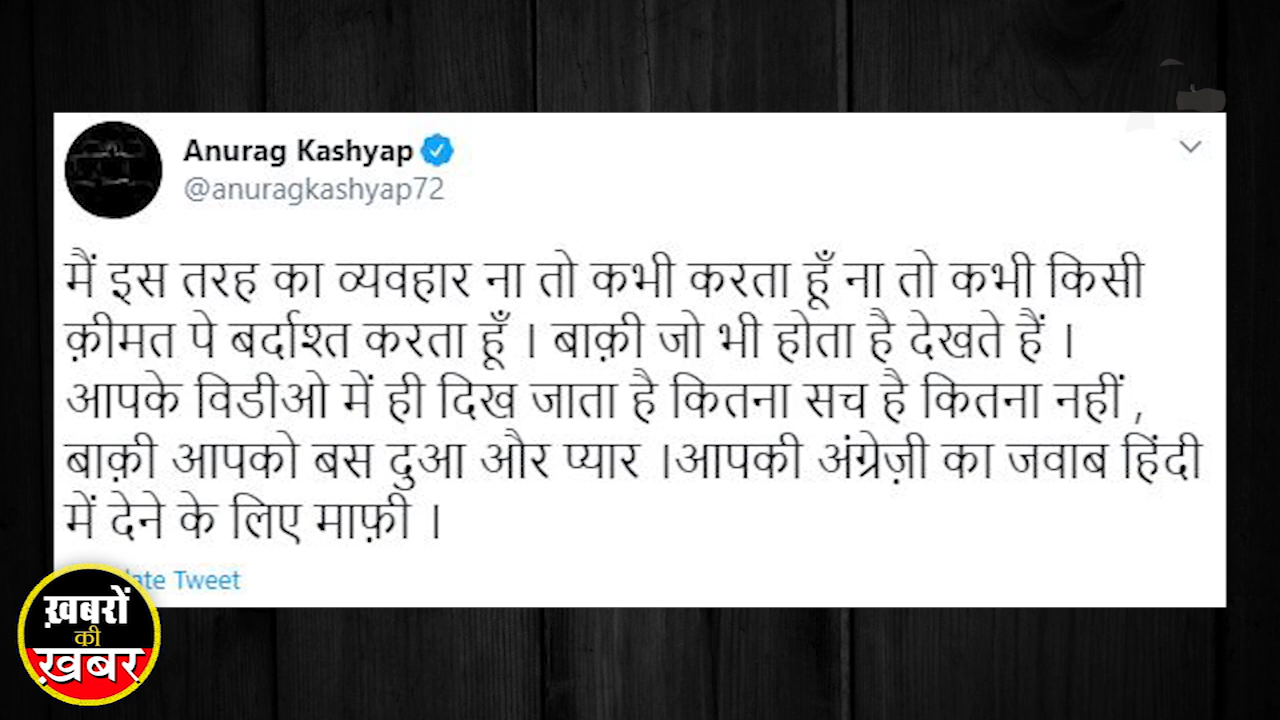 Anurag Kashyap
@anuragkashyap72
मैं इस तरह का व्यवहार ना तो कभी करता हूँ ना तो कभी किसी
क़ीमत पे बर्दाश्त करता हूँ । बाक़ी जो भी होता है देखते हैं ।
आपके विडीओ में ही दिख जाता है कितना सच है कितना नहीं ,
बाक़ी आपको बस दुआ और प्यार ।आपकी अंग्रेज़ी का जवाब हिंदी
में देने के लिए माफ़ी ।
Tweet
ख़बरों
की
ख़बर